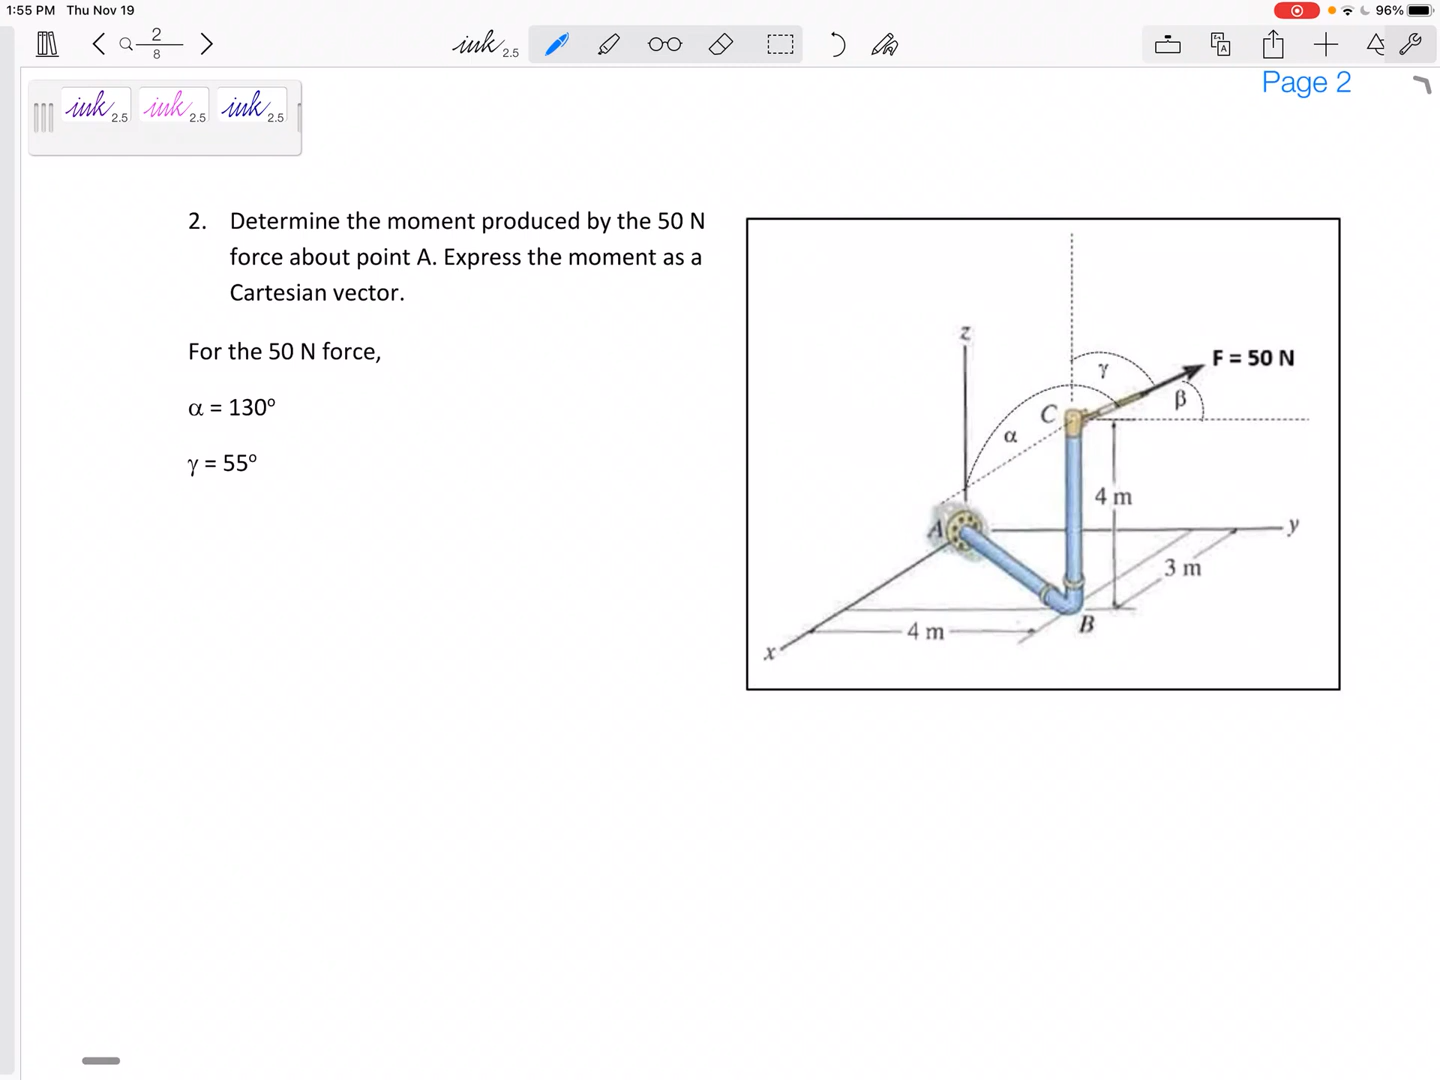 1:55 PM Thu Nov 19
96%
2
8
ink 2.5
Page 2
ink 2.5 ink 2.5 ink 2.5
2. Determine the moment produced by the 50 N
force about point A. Express the moment as a
Cartesian vector.
For the 50 N force,
α = 130º
γ = 55º
z
F = 50 N
γ
β
C
α
4 m
A
y
3 m
4 m
B
x